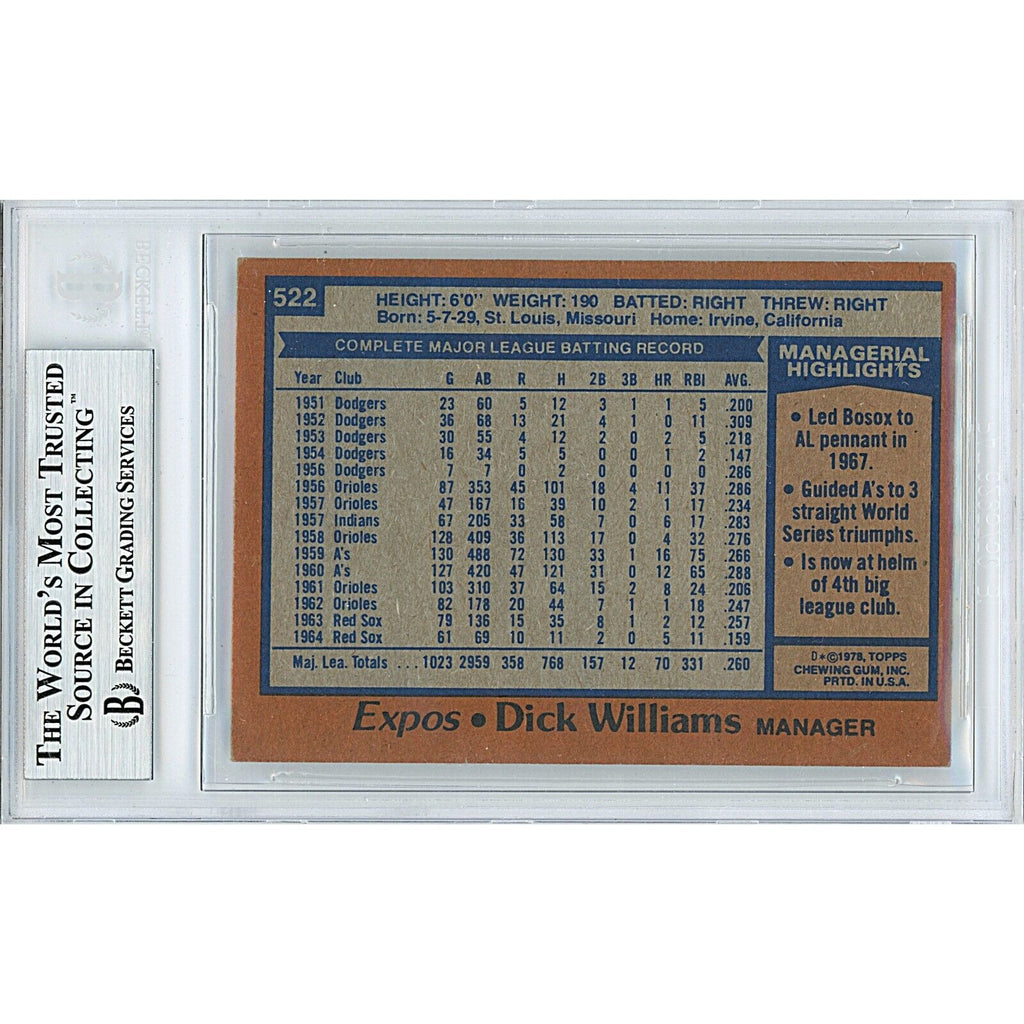 THE WORLD'S MOST TRUSTED
SOURCE IN COLLECTING™
B BECKETT GRADING SERVICES
522
HEIGHT: 6'0" WEIGHT: 190 BATTED: RIGHT THREW: RIGHT
Born: 5-7-29, St. Louis, Missouri Home: Irvine, California
COMPLETE MAJOR LEAGUE BATTING RECORD
Year Club G AB R H 2B 3B HR RBI AVG.
1951 Dodgers 23 60 5 12 3 1 1 5 .200
1952 Dodgers 36 68 13 21 4 1 0 11 .309
1953 Dodgers 30 55 4 12 2 0 2 5 .218
1954 Dodgers 16 34 5 5 0 0 1 2 .147
1956 Dodgers 7 7 0 2 0 0 0 0 .286
1956 Orioles 87 353 45 101 18 4 11 37 .286
1957 Orioles 47 167 16 39 10 2 1 17 .234
1957 Indians 67 205 33 58 7 0 6 17 .283
1958 Orioles 128 409 36 113 17 0 4 32 .276
1959 A's 130 488 72 130 33 1 16 75 .266
1960 A's 127 420 47 121 31 0 12 65 .288
1961 Orioles 103 310 37 64 15 2 8 24 .206
1962 Orioles 82 178 20 44 7 1 1 18 .247
1963 Red Sox 79 136 15 35 8 1 2 12 .257
1964 Red Sox 61 69 10 11 2 0 5 11 .159
Maj. Lea. Totals ... 1023 2959 358 768 157 12 70 331 .260
MANAGERIAL
HIGHLIGHTS
• Led Bosox to
AL pennant in
1967.
• Guided A's to 3
straight World
Series triumphs.
• Is now at helm
of 4th big
league club.
D*©1978, TOPPS
CHEWING GUM, INC.
PRTD. IN U.S.A.
Expos • Dick Williams MANAGER